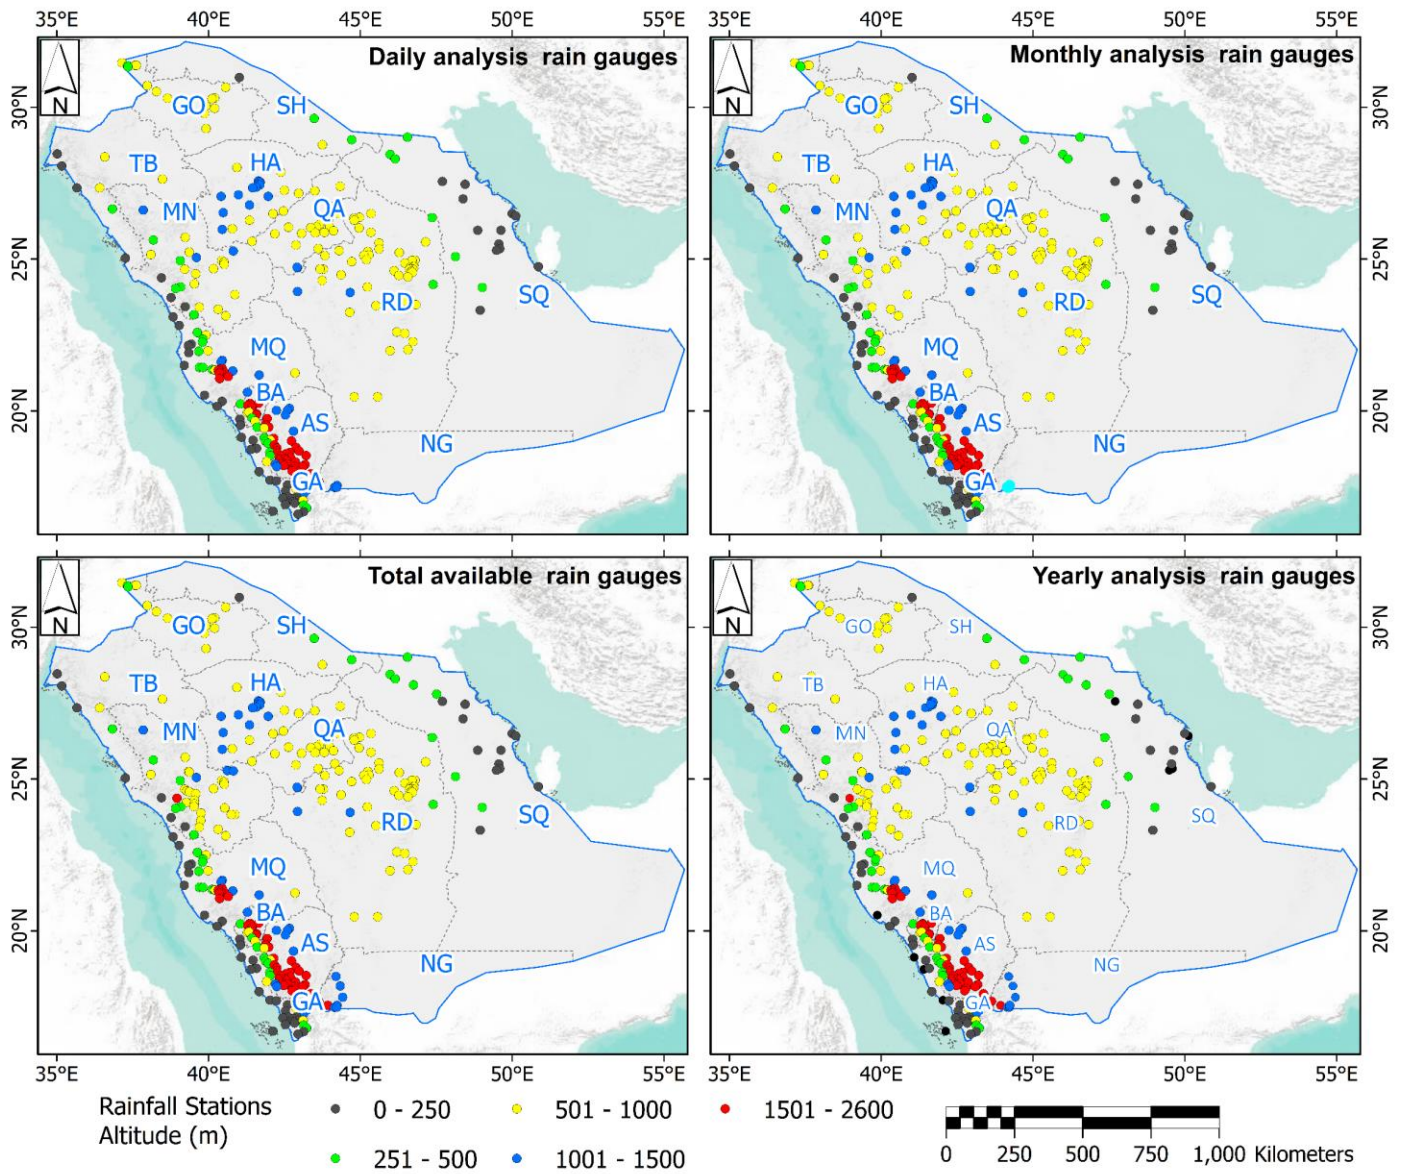 35°E 40°E 45°E 50°E 55°E 35°E 40°E 45°E 50°E 55°E
Daily analysis rain gauges
N
GO
SH
TB
HA
MN
QA
RD
SQ
MQ
BA
AS
NG
GA
30°N
25°N
20°N
Monthly analysis rain gauges
N
GO
SH
TB
HA
MN
QA
RD
SQ
MQ
BA
AS
NG
GA
30°N
25°N
20°N
Total available rain gauges
N
GO
SH
TB
HA
MN
QA
RD
SQ
MQ
BA
AS
NG
GA
30°N
25°N
20°N
Yearly analysis rain gauges
N
GO
SH
TB
HA
MN
QA
RD
SQ
MQ
BA
AS
NG
GA
30°N
25°N
20°N
35°E 40°E 45°E 50°E 55°E 35°E 40°E 45°E 50°E 55°E
Rainfall Stations
Altitude (m)
0 - 250
501 - 1000
1501 - 2600
251 - 500
1001 - 1500
0 250 500 750 1,000 Kilometers